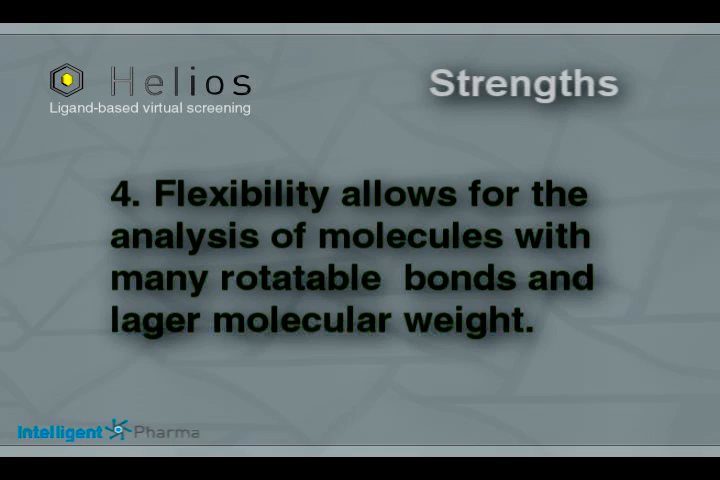 Helios
Strengths
Ligand-based virtual screening
4. Flexibility allows for the
analysis of molecules with
many rotatable bonds and
lager molecular weight.
Intelligent Pharma